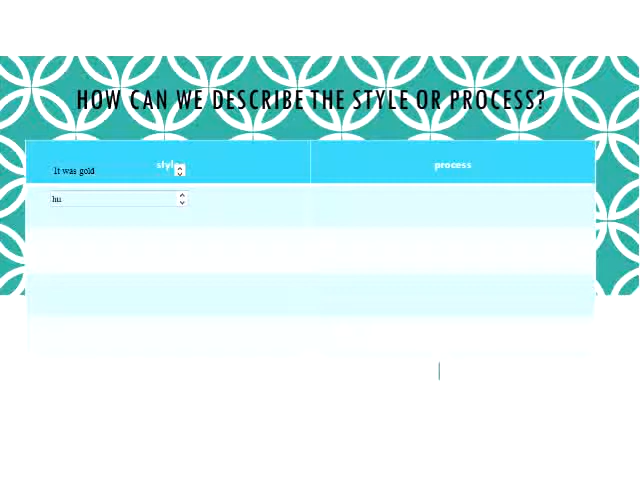 HOW CAN WE DESCRIBE THE STYLE OR PROCESS?
style process
It was gold
hu